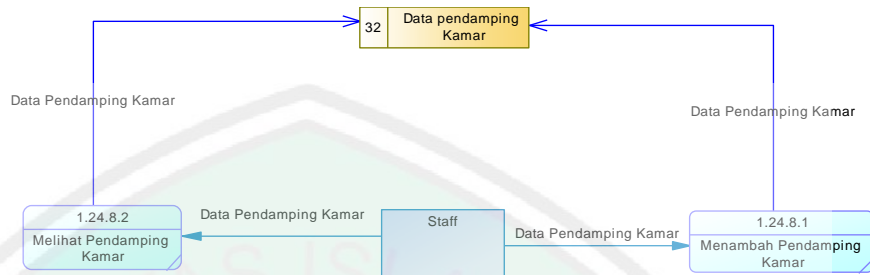 32
Data pendamping
Kamar
Data Pendamping Kamar
Data Pendamping Kamar
1.24.8.2
Melihat Pendamping
Kamar
Data Pendamping Kamar
Staff
Data Pendamping Kamar
1.24.8.1
Menambah Pendamping
Kamar